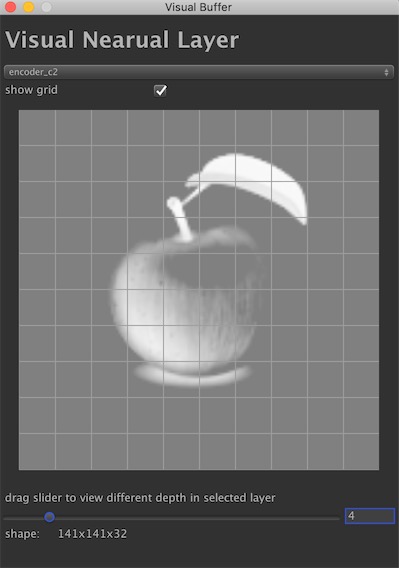 Visual Buffer
Visual Nearual Layer
encoder_c2
show grid
drag slider to view different depth in selected layer
4
shape: 141x141x32